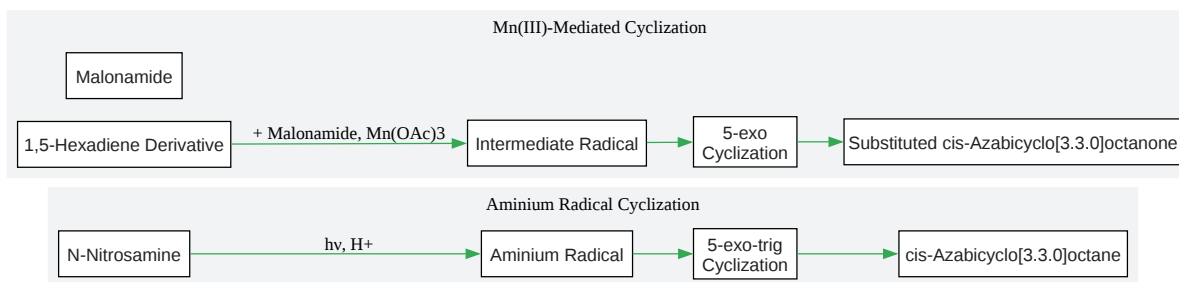 Mn(III)-Mediated Cyclization
Malonamide
1,5-Hexadiene Derivative
+ Malonamide, Mn(OAc)3
Intermediate Radical
5-exo
Cyclization
Substituted cis-Azabicyclo[3.3.0]octanone
Aminium Radical Cyclization
N-Nitrosamine
hν, H+
Aminium Radical
5-exo-trig
Cyclization
cis-Azabicyclo[3.3.0]octane